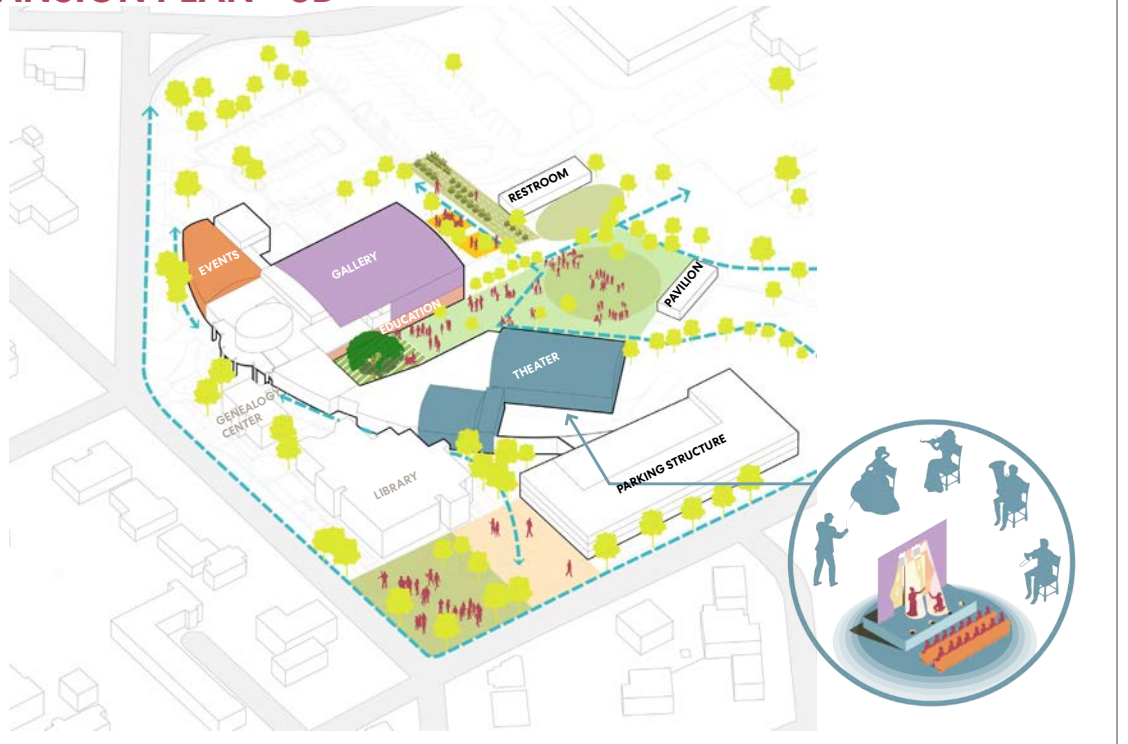 RESTROOM
EVENTS
GALLERY
PAVILION
EDUCATION
THEATER
GENEALOGY
CENTER
LIBRARY
PARKING STRUCTURE